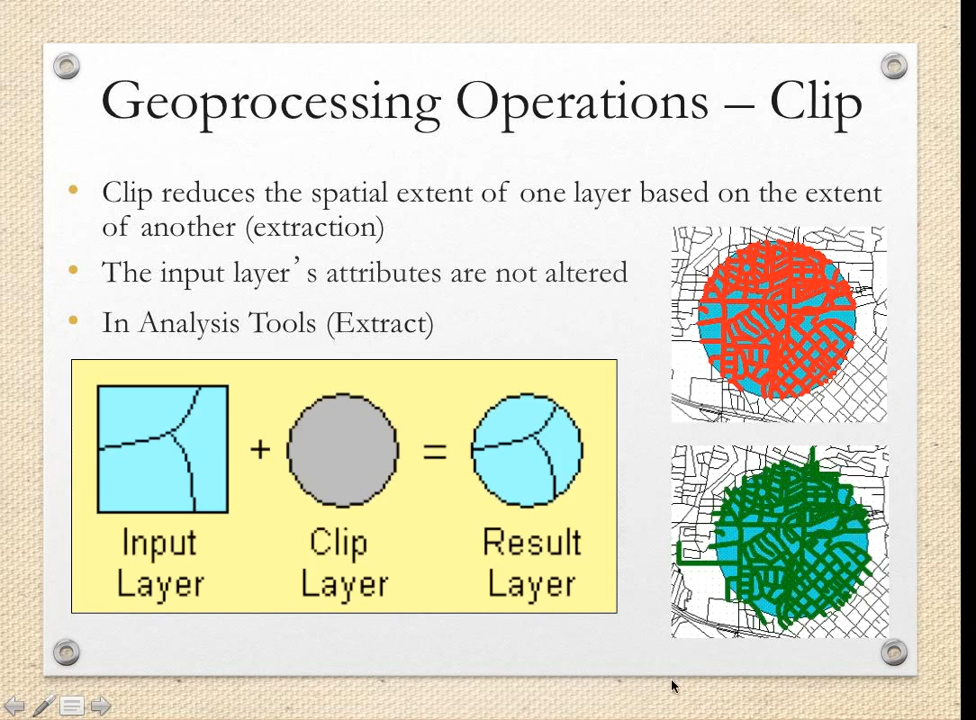 Geoprocessing Operations – Clip
• Clip reduces the spatial extent of one layer based on the extent
of another (extraction)
• The input layer’s attributes are not altered
• In Analysis Tools (Extract)
+ =
Input Clip Result
Layer Layer Layer